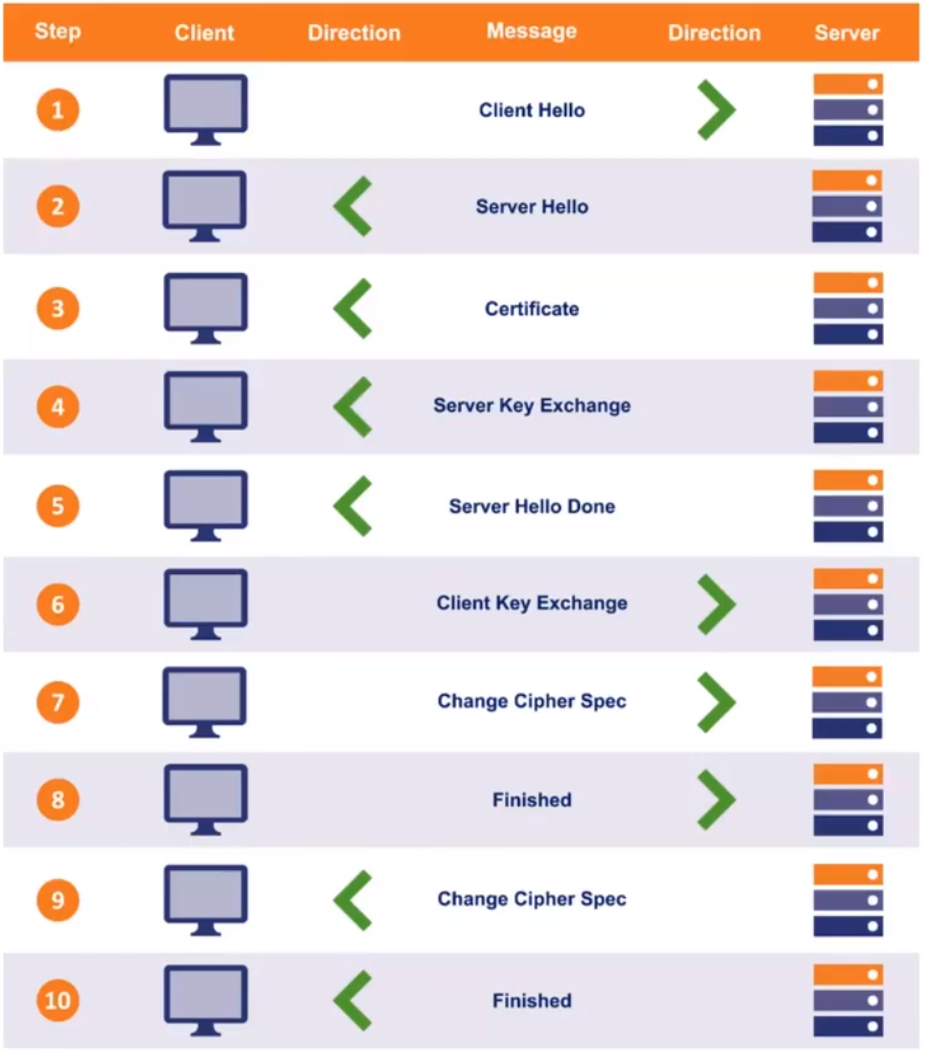 Step Client Direction Message Direction Server
1 Client Hello
2 Server Hello
3 Certificate
4 Server Key Exchange
5 Server Hello Done
6 Client Key Exchange
7 Change Cipher Spec
8 Finished
9 Change Cipher Spec
10 Finished